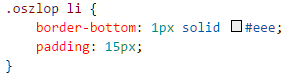 .oszlop li {
border-bottom: 1px solid #eee;
padding: 15px;
}